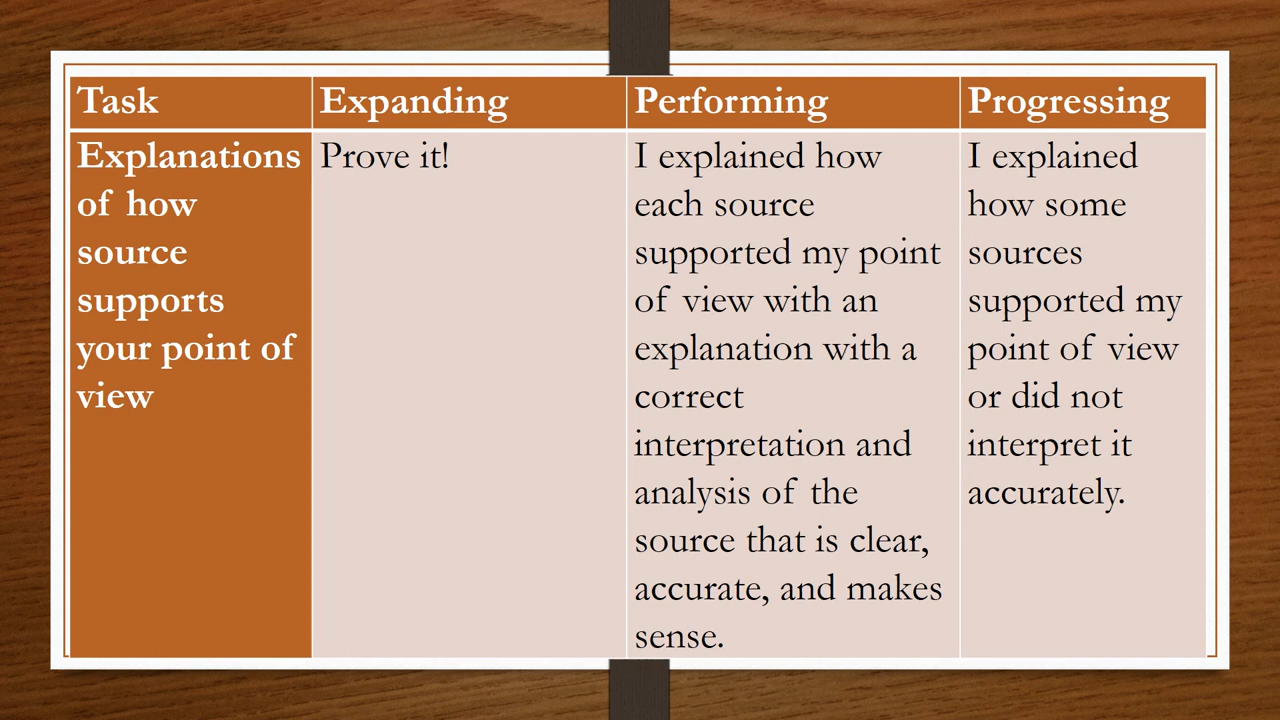 Task
Expanding
Performing
Progressing
Explanations
of how
source
supports
your point of
view
Prove it!
I explained how
each source
supported my point
of view with an
explanation with a
correct
interpretation and
analysis of the
source that is clear,
accurate, and makes
sense.
I explained
how some
sources
supported my
point of view
or did not
interpret it
accurately.